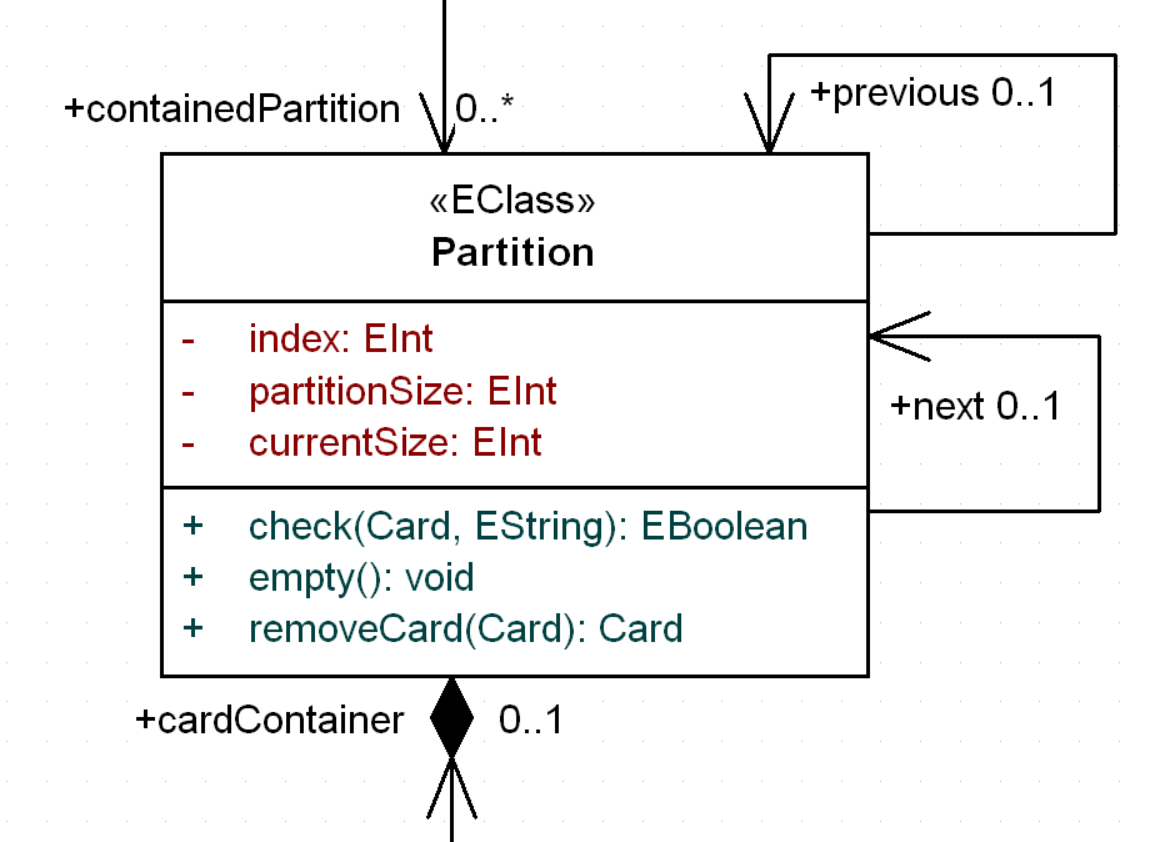 +previous 0..1
+containedPartition 0..*
«EClass»
Partition
- index: EInt
- partitionSize: EInt
- currentSize: EInt
+next 0..1
+ check(Card, EString): EBoolean
+ empty(): void
+ removeCard(Card): Card
+cardContainer 0..1